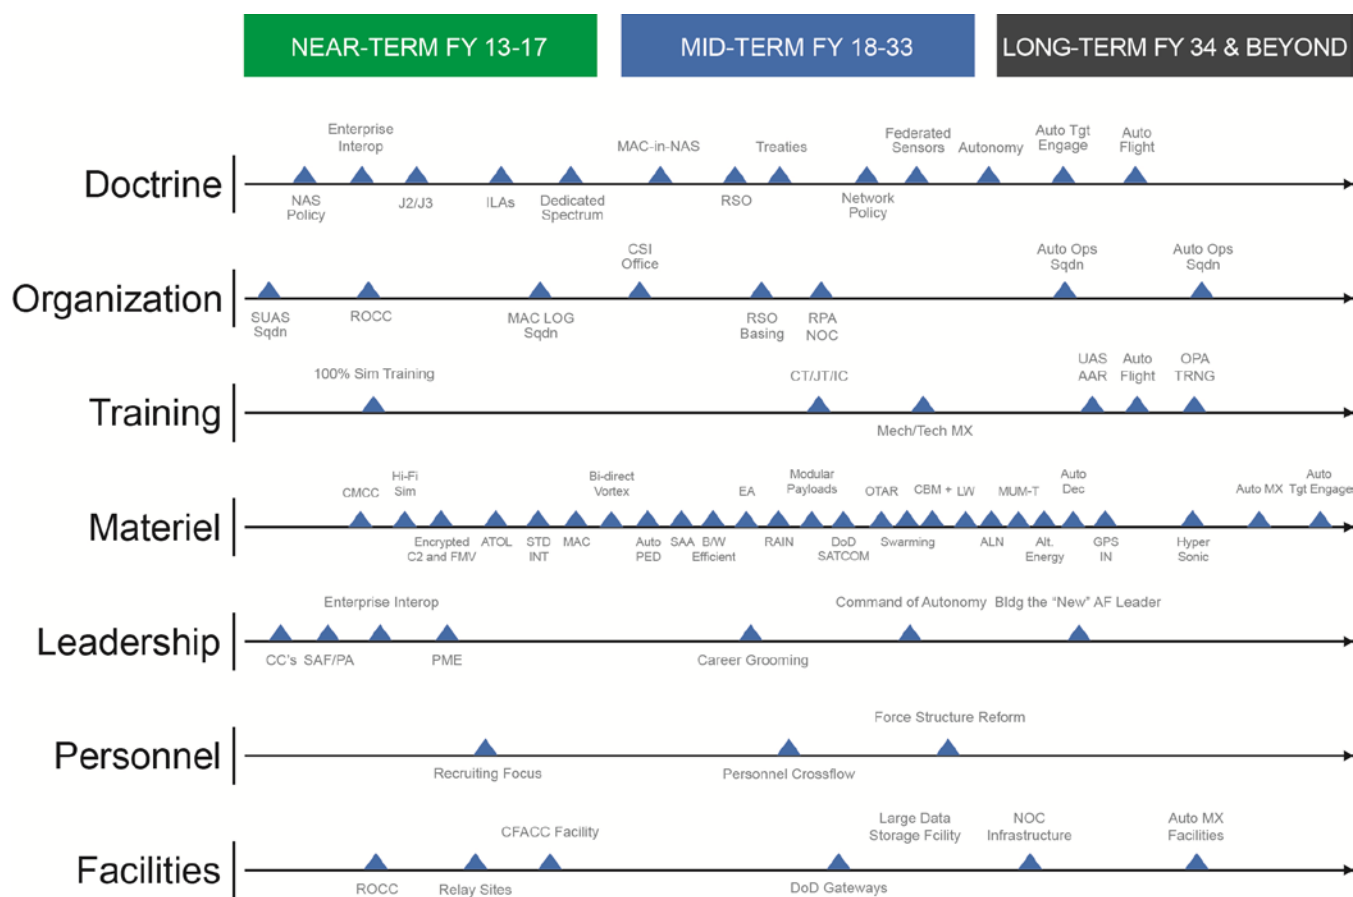 NEAR-TERM FY 13-17
MID-TERM FY 18-33
LONG-TERM FY 34 & BEYOND
Doctrine
NAS
Policy
Enterprise
Interop
J2/J3
ILAs
Dedicated
Spectrum
MAC-in-NAS
RSO
Treaties
Network
Policy
Federated
Sensors
Autonomy
Auto Tgt
Engage
Auto
Flight
Organization
SUAS
Sqdn
ROCC
MAC LOG
Sqdn
CSI
Office
RSO
Basing
RPA
NOC
Auto Ops
Sqdn
Auto Ops
Sqdn
Training
100% Sim Training
CT/JT/IC
Mech/Tech MX
UAS
AAR
Auto
Flight
OPA
TRNG
Materiel
CMCC
Hi-Fi
Sim
Encrypted
C2 and FMV
ATOL
STD
INT
MAC
Bi-direct
Vortex
Auto
PED
SAA
B/W
Efficient
EA
RAIN
Modular
Payloads
DoD
SATCOM
OTAR
Swarming
CBM +
LW
ALN
MUM-T
Alt.
Energy
Auto
Dec
GPS
IN
Hyper
Sonic
Auto MX
Auto
Tgt Engage
Leadership
CC's
SAF/PA
Enterprise Interop
PME
Career Grooming
Command of Autonomy
Bldg the "New" AF Leader
Personnel
Recruiting Focus
Personnel Crossflow
Force Structure Reform
Facilities
ROCC
Relay Sites
CFACC Facility
DoD Gateways
Large Data
Storage Fcility
NOC
Infrastructure
Auto MX
Facilities